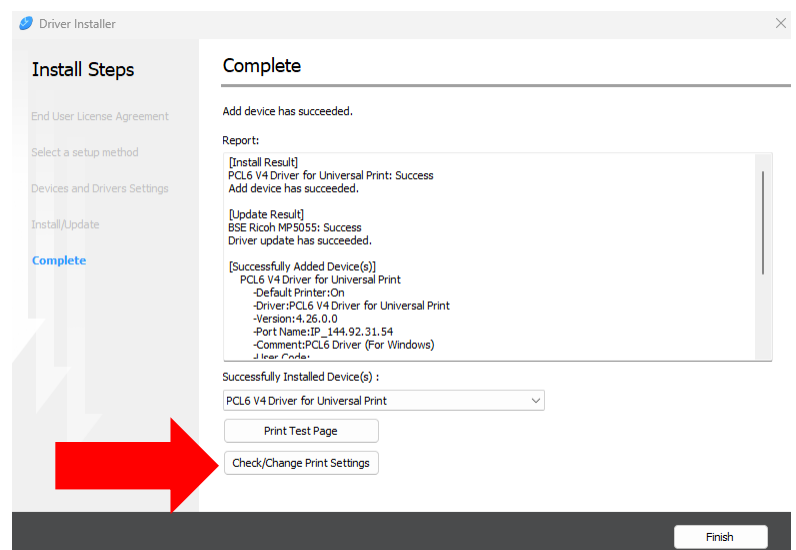 Driver Installer
Install Steps
End User License Agreement
Select a setup method
Devices and Drivers Settings
Install/Update
Complete
Complete
Add device has succeeded.
Report:
[Install Result]
PCL6 V4 Driver for Universal Print: Success
Add device has succeeded.
[Update Result]
BSE Ricoh MP5055: Success
Driver update has succeeded.
[Successfully Added Device(s)]
PCL6 V4 Driver for Universal Print
-Default Printer:On
-Driver:PCL6 V4 Driver for Universal Print
-Version:4.26.0.0
-Port Name:IP_144.92.31.54
-Comment:PCL6 Driver (For Windows)
-User Code:
Successfully Installed Device(s) :
PCL6 V4 Driver for Universal Print
Print Test Page
Check/Change Print Settings
Finish